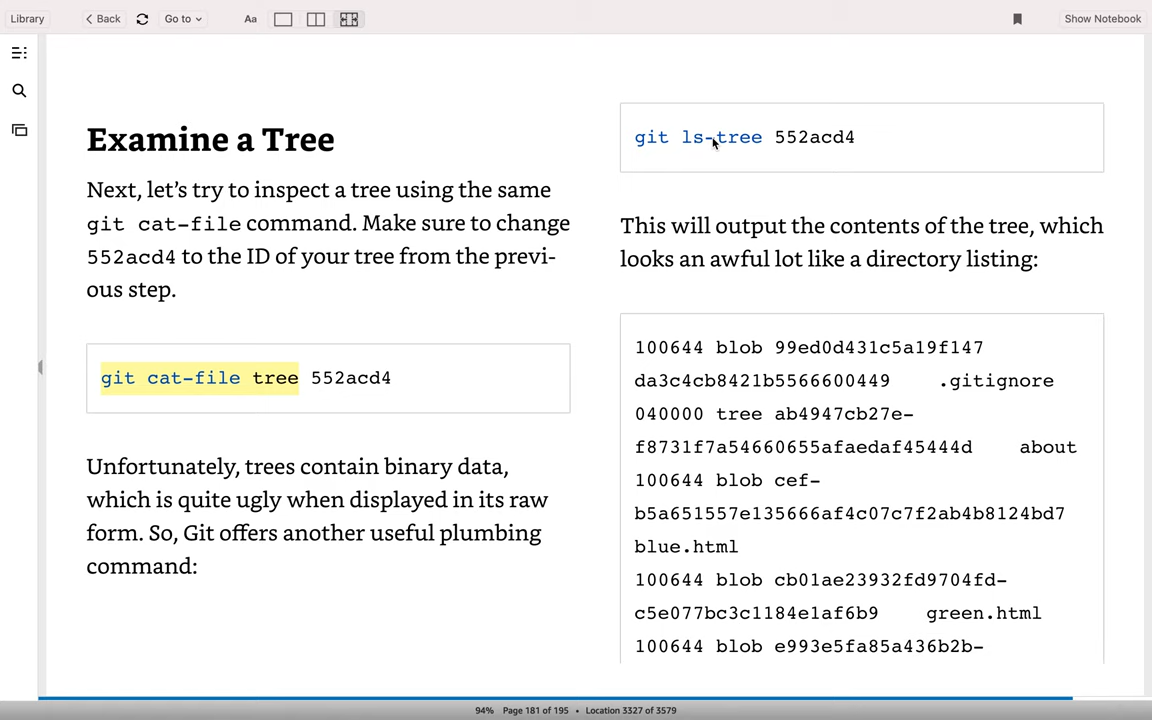 Library
Back
Go to
Aa
Show Notebook
Examine a Tree
Next, let's try to inspect a tree using the same
git cat-file command. Make sure to change
552acd4 to the ID of your tree from the previ-
ous step.
git cat-file tree 552acd4
Unfortunately, trees contain binary data,
which is quite ugly when displayed in its raw
form. So, Git offers another useful plumbing
command:
git ls-tree 552acd4
This will output the contents of the tree, which
looks an awful lot like a directory listing:
100644 blob 99ed0d431c5a19f147
da3c4cb8421b5566600449 .gitignore
040000 tree ab4947cb27e-
f8731f7a54660655afaedaf45444d about
100644 blob cef-
b5a651557e135666af4c07c7f2ab4b8124bd7
blue.html
100644 blob cb01ae23932fd9704fd-
c5e077bc3c1184e1af6b9 green.html
100644 blob e993e5fa85a436b2b-
94% Page 181 of 195 • Location 3327 of 3579